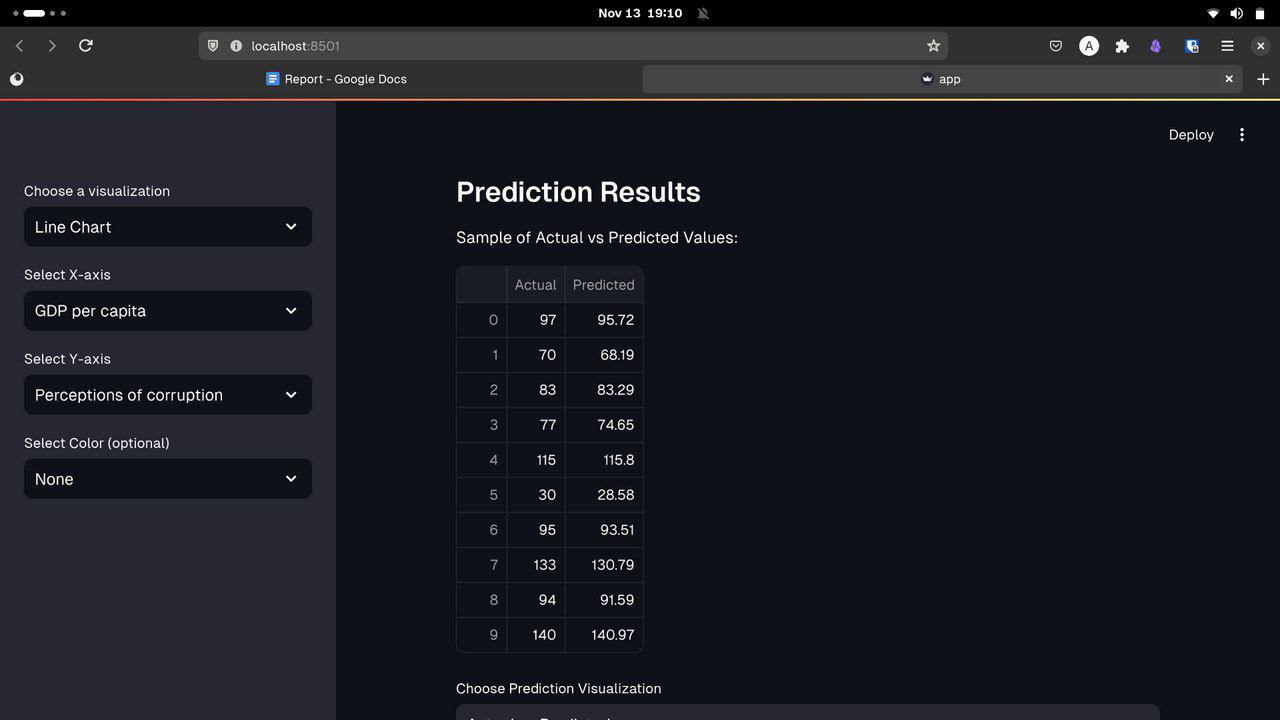 Nov 13 19:10
localhost:8501
A
Report - Google Docs
app
Deploy
Choose a visualization
Line Chart
Select X-axis
GDP per capita
Select Y-axis
Perceptions of corruption
Select Color (optional)
None
Prediction Results
Sample of Actual vs Predicted Values:
Actual Predicted
0 97 95.72
1 70 68.19
2 83 83.29
3 77 74.65
4 115 115.8
5 30 28.58
6 95 93.51
7 133 130.79
8 94 91.59
9 140 140.97
Choose Prediction Visualization